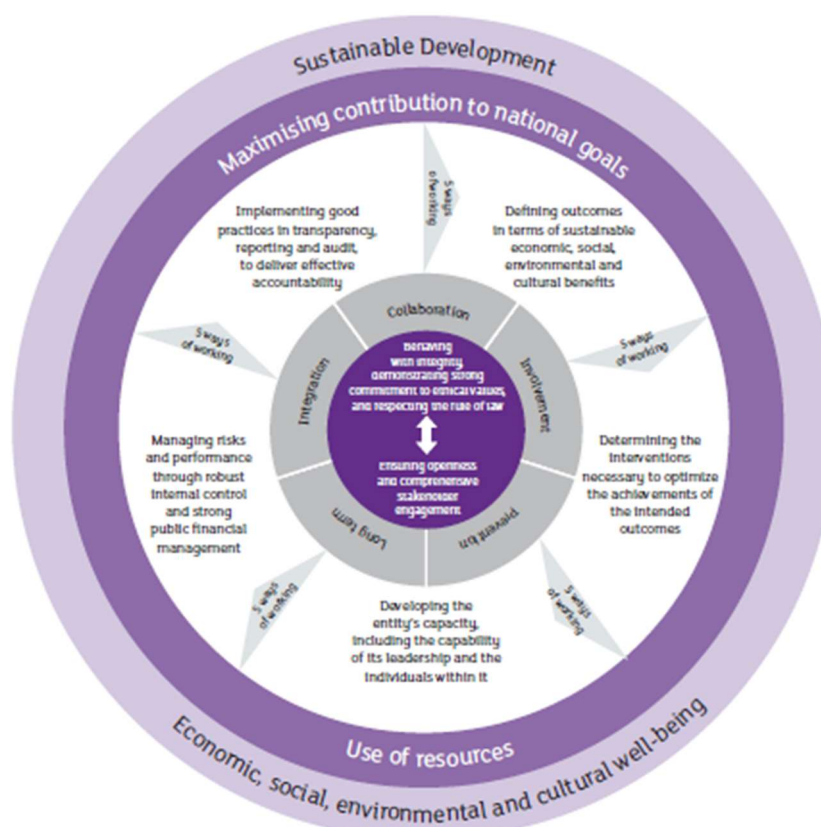 Sustainable Development
Maximising contribution to national goals
5 ways
of working
Implementing good
practices in transparency,
reporting and audit,
to deliver effective
accountability
Defining outcomes
in terms of sustainable
economic, social,
environmental and
cultural benefits
Collaboration
5 ways
of working
5 ways
of working
Integration
Involvement
Behaving
with integrity,
demonstrating strong
commitment to ethical values,
and respecting the rule of law
Ensuring openness
and comprehensive
stakeholder
engagement
Managing risks
and performance
through robust
internal control
and strong
public financial
management
Determining the
interventions
necessary to optimize
the achievements of
the intended
outcomes
Long term
Prevention
5 ways
of working
5 ways
of working
Developing the
entity's capacity,
including the capability
of its leadership and the
individuals within it
Use of resources
Economic, social, environmental and cultural well-being